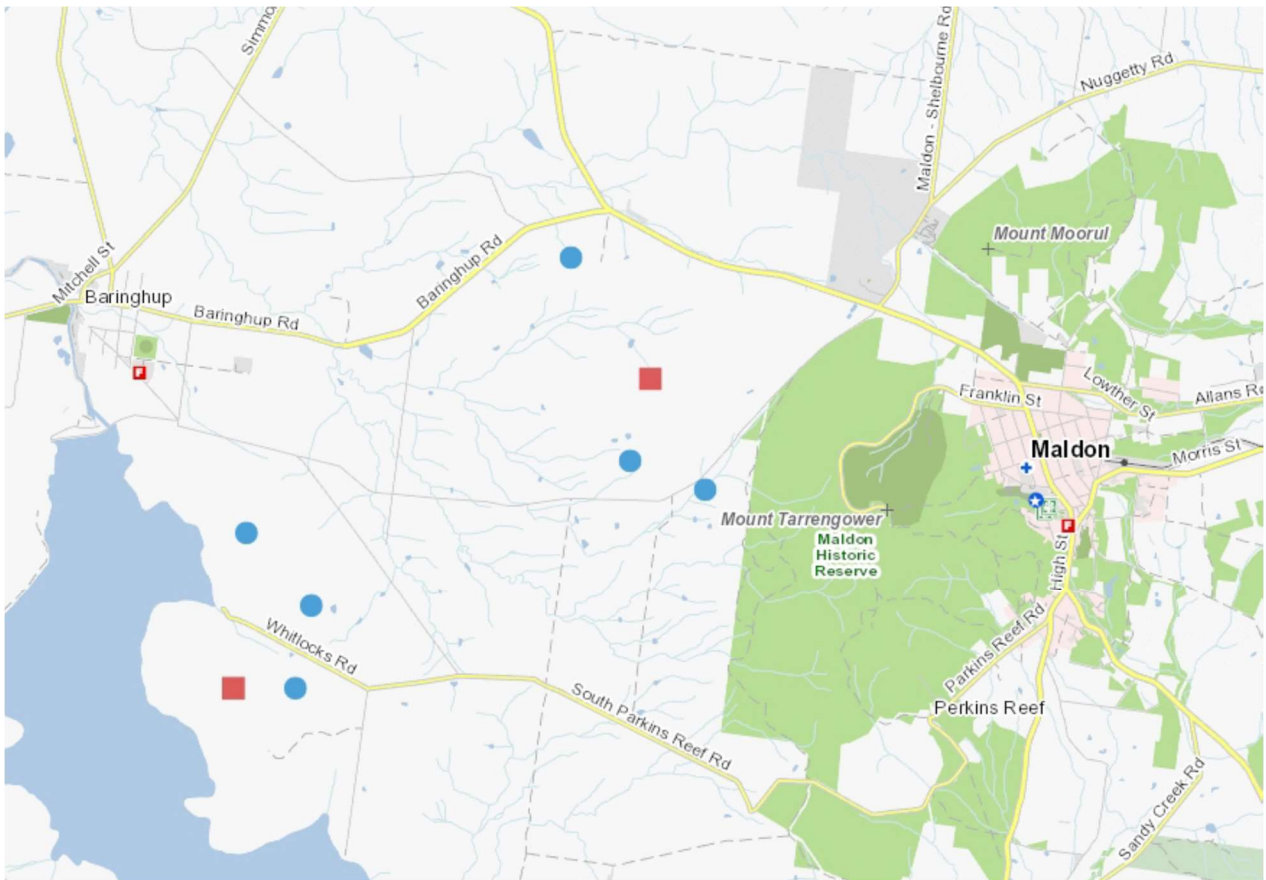 Simmo
Maldon - Shelbourne Rd
Nuggetty Rd
Mount Moorul
Mitchell St
Baringhup
Baringhup Rd
Baringhup Rd
F
Franklin St
Lowther St
Allans Re
Maldon
Morris St
Mount Tarrengower
Maldon
Historic
Reserve
F
High St
Whitlocks Rd
Parkins Reef Rd
South Parkins Reef Rd
Perkins Reef
Sandy Creek Rd